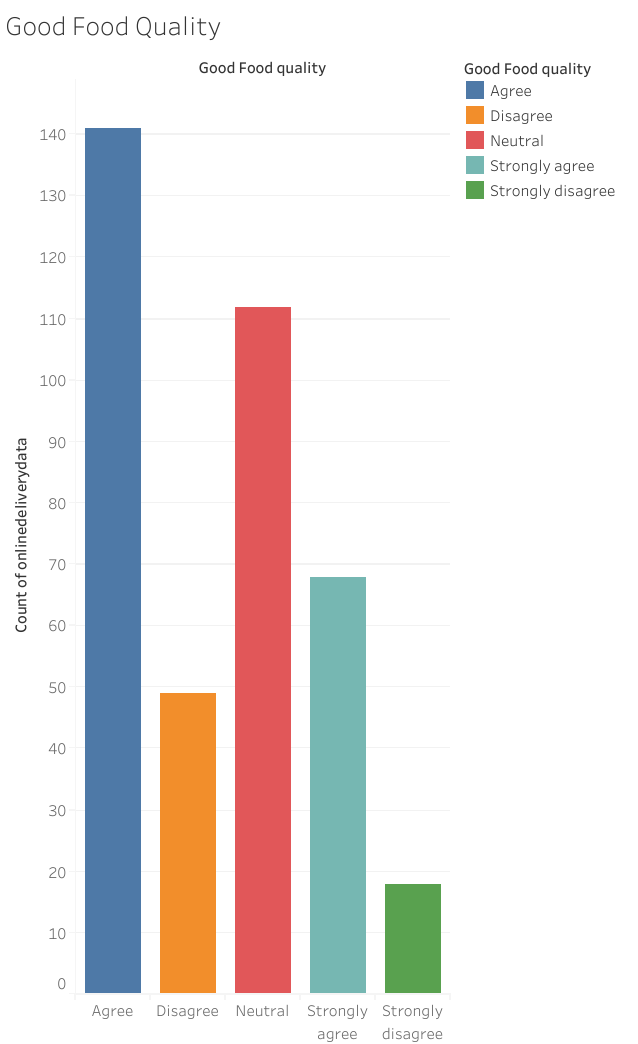 Good Food Quality
Good Food quality
Good Food quality
Agree
Disagree
Neutral
Strongly agree
Strongly disagree
Count of onlinedeliverydata
140
130
120
110
100
90
80
70
60
50
40
30
20
10
0
Agree
Disagree
Neutral
Strongly
agree
Strongly
disagree